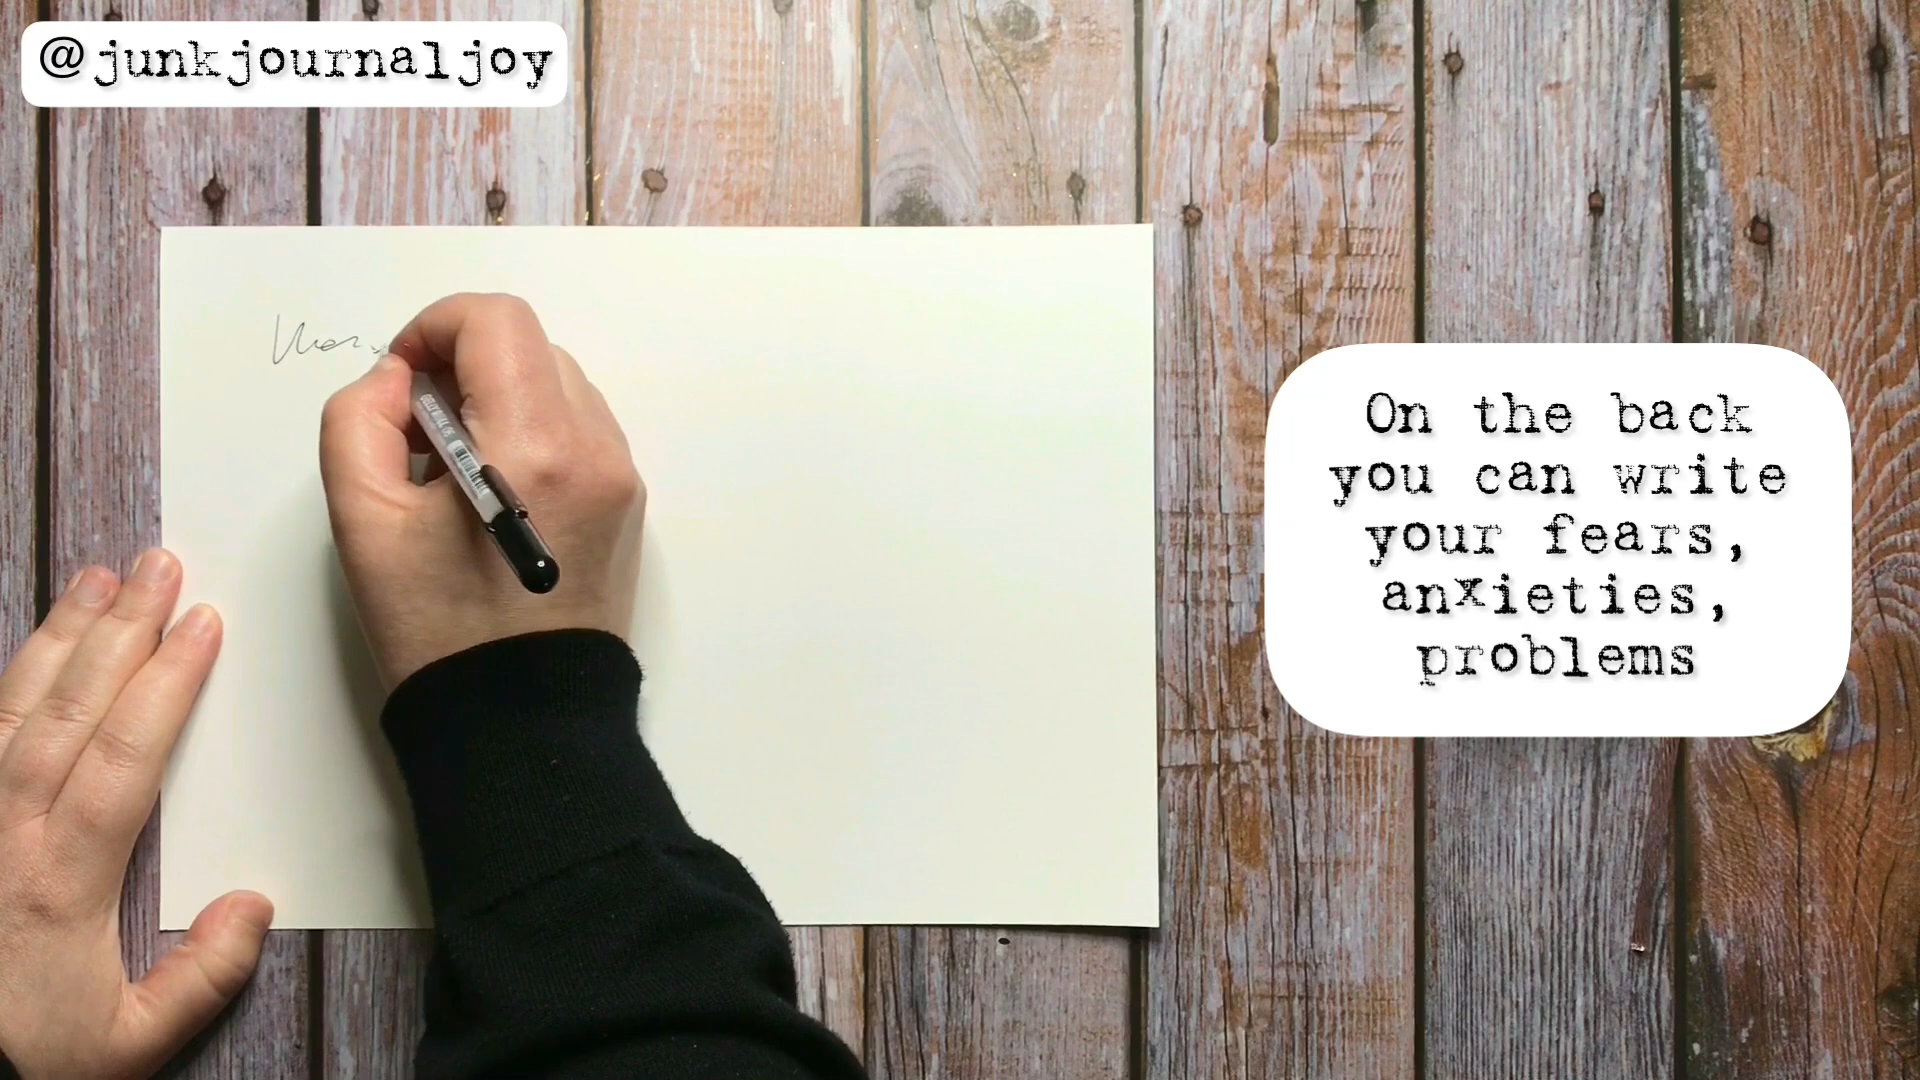 @junkjournaljoy
On the back
you can write
your fears,
anxieties,
problems